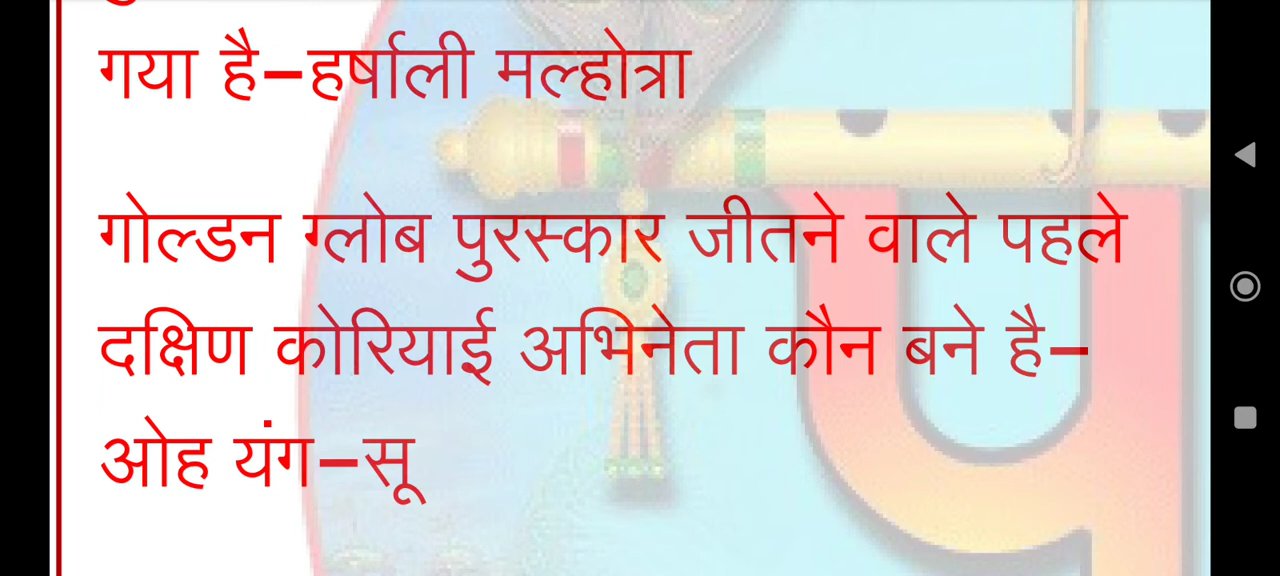 गया है–हर्षाली मल्होत्रा
गोल्डन ग्लोब पुरस्कार जीतने वाले पहले
दक्षिण कोरियाई अभिनेता कौन बने है–
ओह यंग–सू